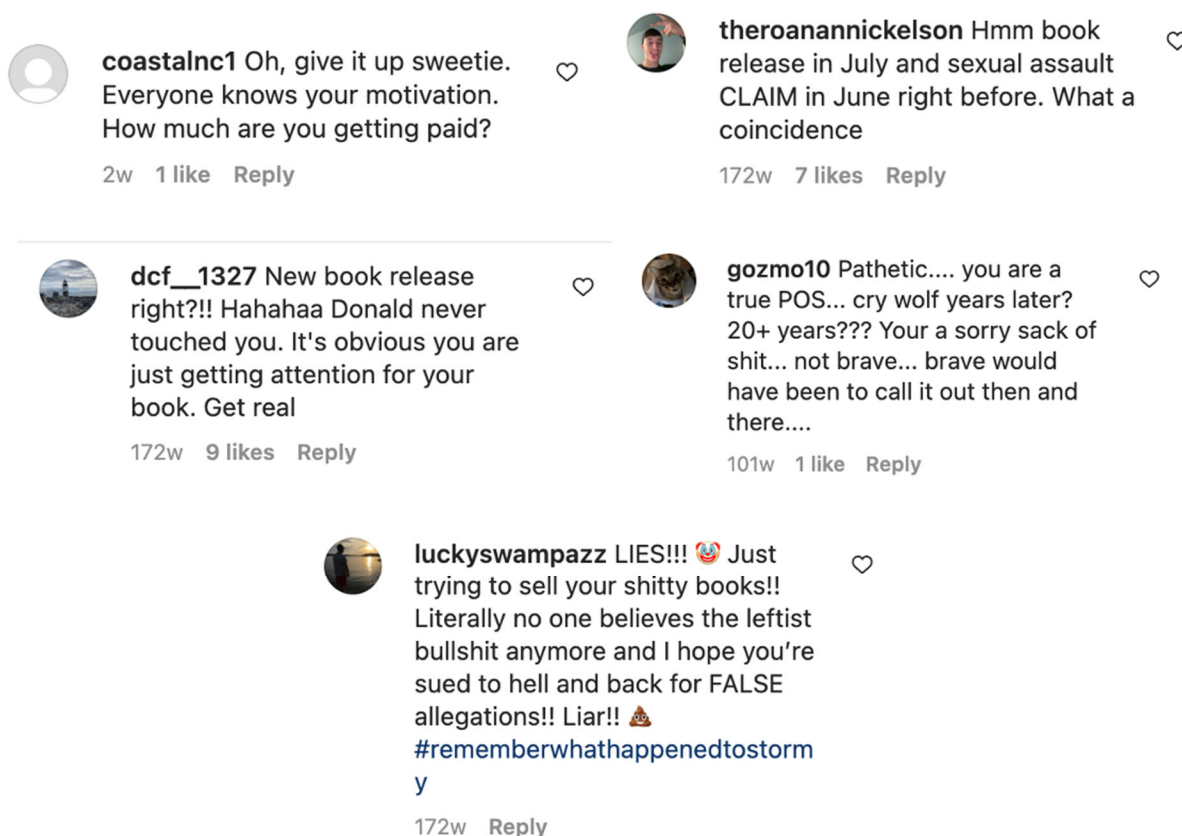 coastalnc1 Oh, give it up sweetie.
Everyone knows your motivation.
How much are you getting paid?
2w 1 like Reply
theroanannickelson Hmm book
release in July and sexual assault
CLAIM in June right before. What a
coincidence
172w 7 likes Reply
dcf__1327 New book release
right?!! Hahahaa Donald never
touched you. It's obvious you are
just getting attention for your
book. Get real
172w 9 likes Reply
gozmo10 Pathetic.... you are a
true POS... cry wolf years later?
20+ years??? Your a sorry sack of
shit... not brave... brave would
have been to call it out then and
there....
101w 1 like Reply
luckyswampazz LIES!!! 🤡 Just
trying to sell your shitty books!!
Literally no one believes the leftist
bullshit anymore and I hope you’re
sued to hell and back for FALSE
allegations!! Liar!! 💩
#rememberwhathappenedtostorm
y
172w Reply